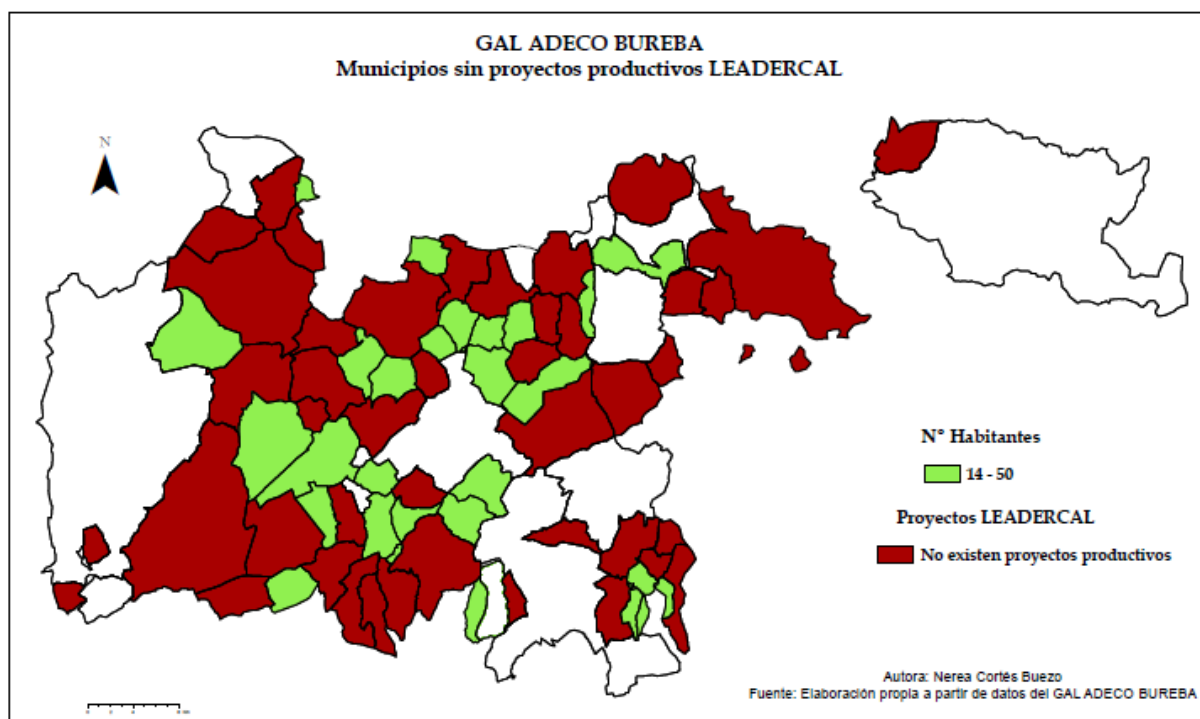 GAL ADECO BUREBA
Municipios sin proyectos productivos LEADERCAL
N
N° Habitantes
14 - 50
Proyectos LEADERCAL
No existen proyectos productivos
Autora: Nerea Cortés Buezo
Fuente: Elaboración propia a partir de datos del GAL ADECO BUREBA